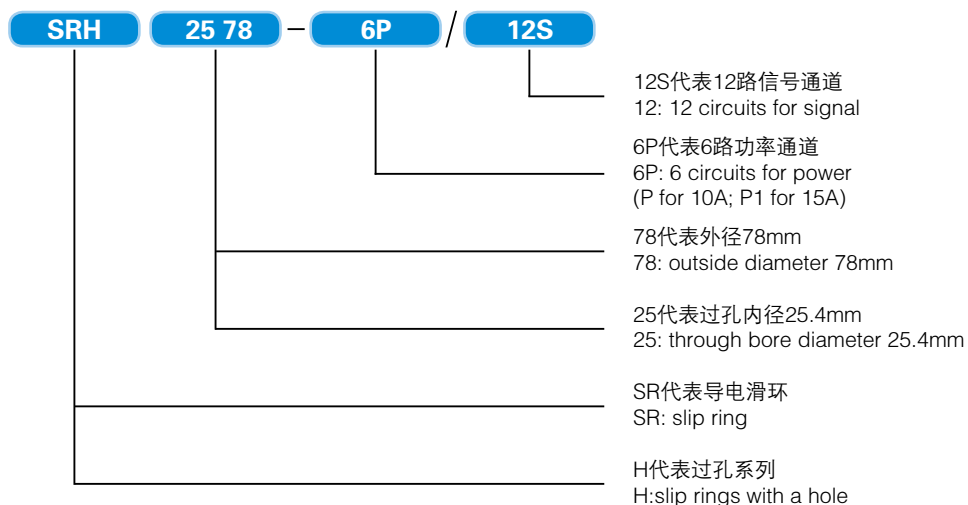 SRH 25 78 – 6P / 12S
12S代表12路信号通道
12: 12 circuits for signal
6P代表6路功率通道
6P: 6 circuits for power
(P for 10A; P1 for 15A)
78代表外径78mm
78: outside diameter 78mm
25代表过孔内径25.4mm
25: through bore diameter 25.4mm
SR代表导电滑环
SR: slip ring
H代表过孔系列
H:slip rings with a hole